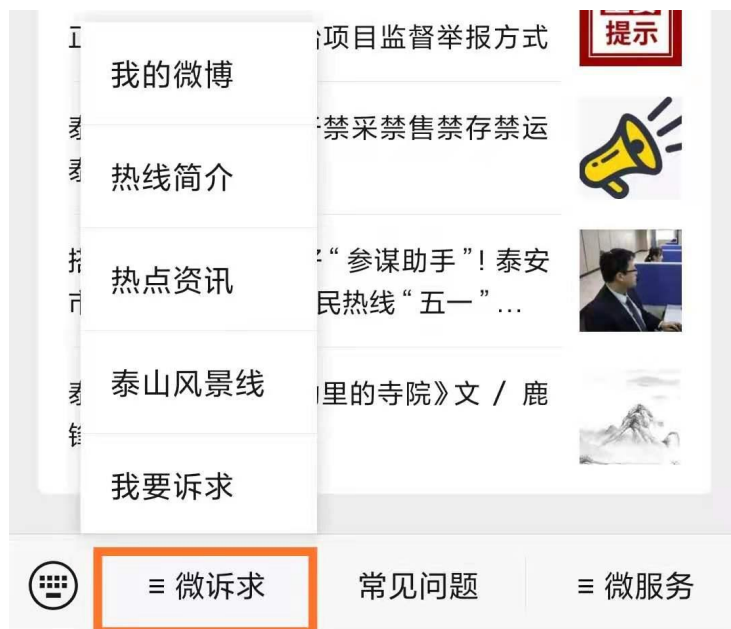 提示
项目监督举报方式
禁采禁售禁存禁运
“参谋助手”！泰安
民热线“五一”...
里的寺院》文 / 鹿
我的微博
热线简介
热点资讯
泰山风景线
我要诉求
≡ 微诉求
常见问题
≡ 微服务